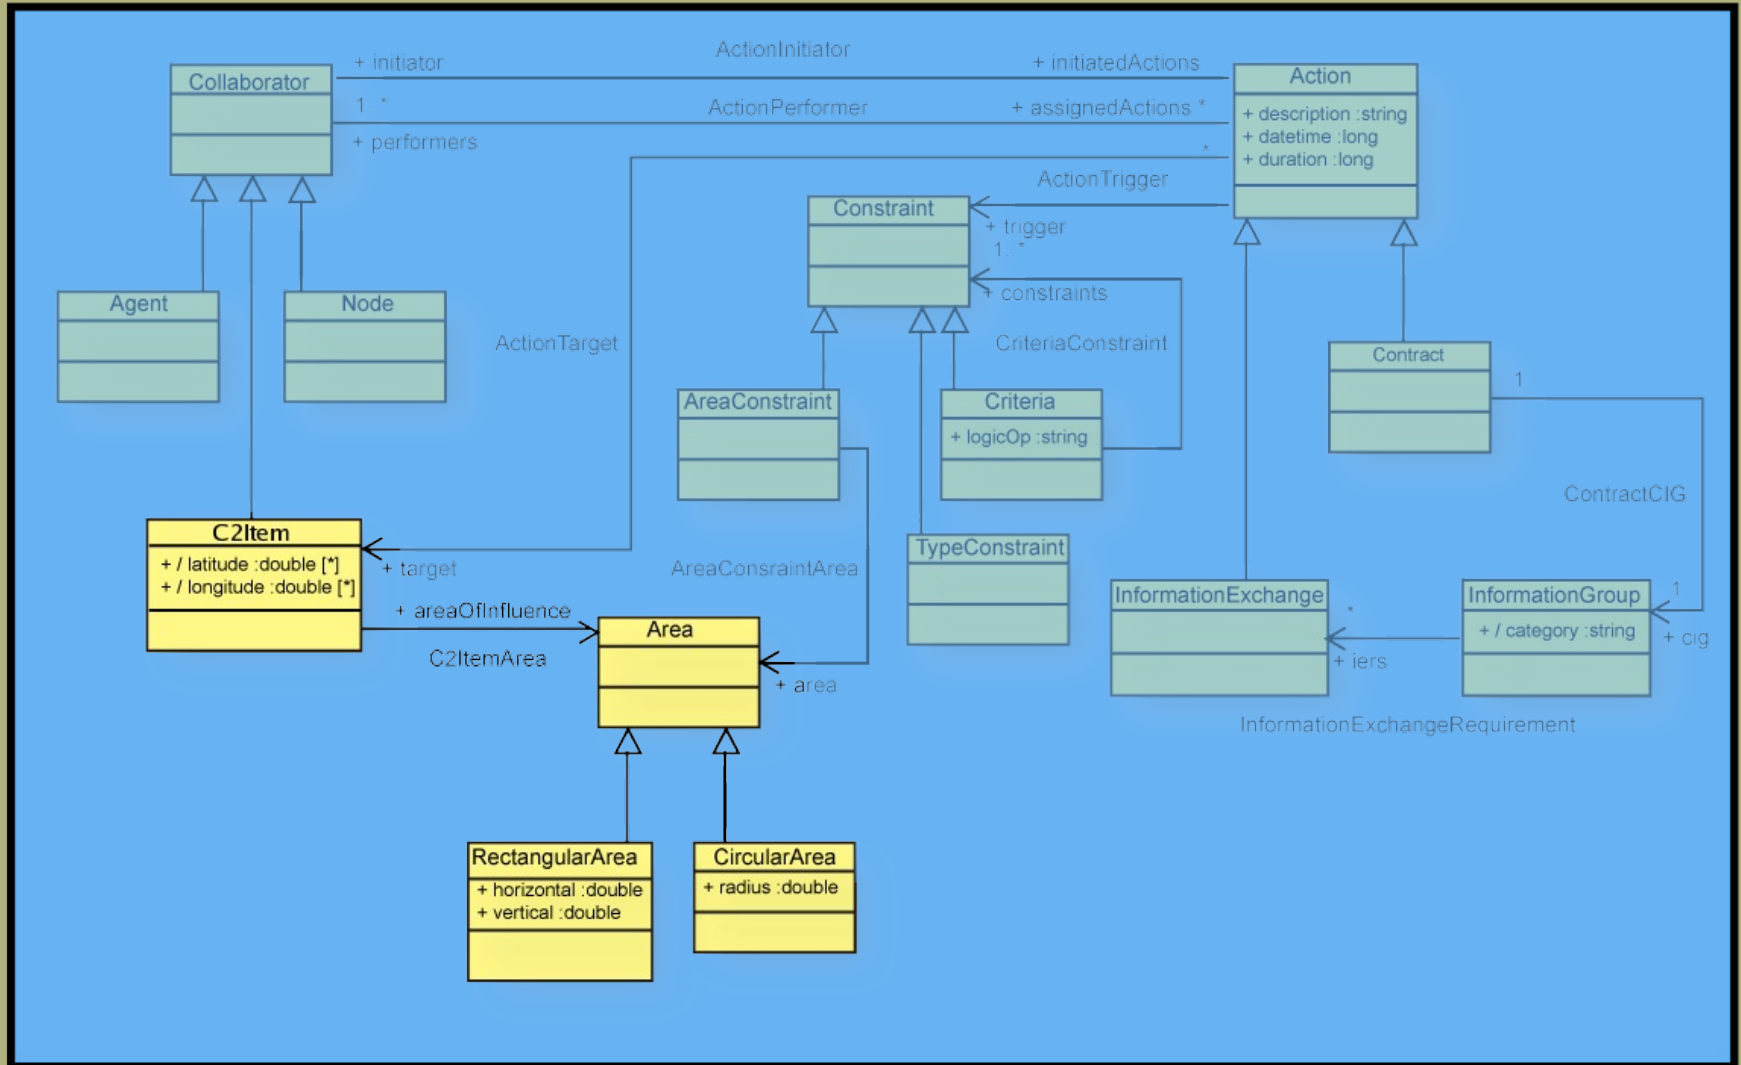 ActionInitiator
+ initiator
+ initiatedActions
Collaborator
Action
1..*
ActionPerformer
+ assignedActions *
+ description :string
+ performers
+ datetime :long
*
+ duration :long
ActionTrigger
Constraint
+ trigger
1..*
+ constraints
Agent
Node
ActionTarget
CriteriaConstraint
Contract
1
AreaConstraint
Criteria
+ logicOp :string
ContractCIG
C2Item
+ / latitude :double [*]
+ / longitude :double [*]
+ target
AreaConsraintArea
TypeConstraint
InformationExchange
*
InformationGroup
1
+ / category :string
+ cig
+ iers
+ areaOfInfluence
C2ItemArea
Area
+ area
InformationExchangeRequirement
RectangularArea
+ horizontal :double
+ vertical :double
CircularArea
+ radius :double